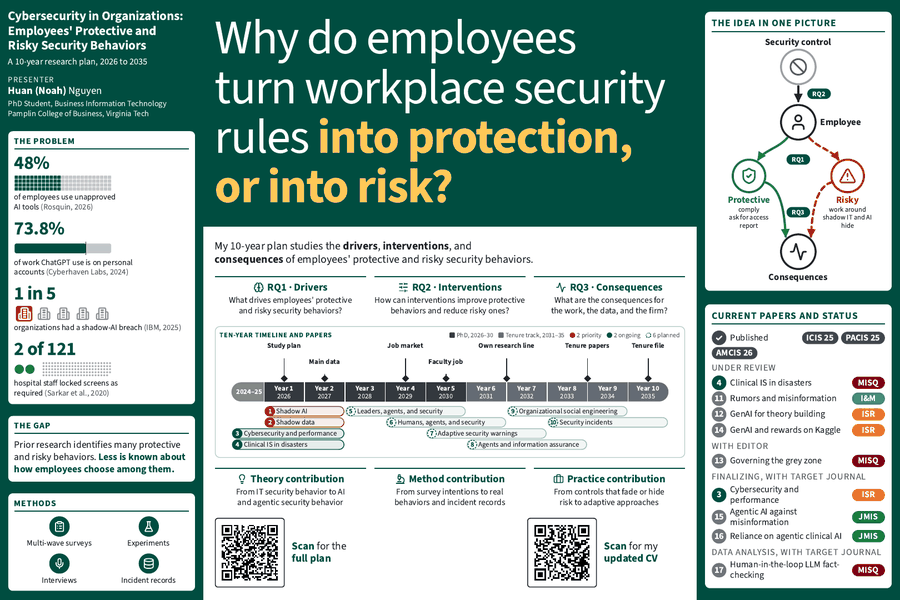 Cybersecurity in Organizations:
Employees' Protective and
Risky Security Behaviors
A 10-year research plan, 2026 to 2035
PRESENTER
Huan (Noah) Nguyen
PhD Student, Business Information Technology
Pamplin College of Business, Virginia Tech
THE PROBLEM
48%
of employees use unapproved
AI tools (Rosquin, 2026)
73.8%
of work ChatGPT use is on personal
accounts (Cyberhaven Labs, 2024)
1 in 5
organizations had a shadow-AI breach (IBM, 2025)
2 of 121
hospital staff locked screens as
required (Sarkar et al., 2020)
THE GAP
Prior research identifies many protective
and risky behaviors. Less is known about
how employees choose among them.
METHODS
Multi-wave surveys
Experiments
Interviews
Incident records
Why do employees
turn workplace security
rules into protection,
or into risk?
My 10-year plan studies the drivers, interventions, and
consequences of employees' protective and risky security behaviors.
RQ1 · Drivers
What drives employees' protective
and risky security behaviors?
RQ2 · Interventions
How can interventions improve protective
behaviors and reduce risky ones?
RQ3 · Consequences
What are the consequences for
the work, the data, and the firm?
TEN-YEAR TIMELINE AND PAPERS
PhD, 2026–30
Tenure track, 2031–35
2 priority
2 ongoing
6 planned
Study plan
Job market
Own research line
Tenure papers
Tenure file
Main data
Faculty job
2024–25
Year 1 2026
Year 2 2027
Year 3 2028
Year 4 2029
Year 5 2030
Year 6 2031
Year 7 2032
Year 8 2033
Year 9 2034
Year 10 2035
1 Shadow AI
5 Leaders, agents, and security
9 Organizational social engineering
2 Shadow data
6 Humans, agents, and security
10 Security incidents
3 Cybersecurity and performance
7 Adaptive security warnings
4 Clinical IS in disasters
8 Agents and information assurance
Theory contribution
From IT security behavior to AI
and agentic security behavior
Method contribution
From survey intentions to real
behaviors and incident records
Practice contribution
From controls that fade or hide
risk to adaptive approaches
Scan for the
full plan
Scan for my
updated CV
THE IDEA IN ONE PICTURE
Security control
RQ2
Employee
RQ1
Protective
comply
ask for access
report
Risky
work around
shadow IT and AI
hide
RQ3
Consequences
CURRENT PAPERS AND STATUS
Published
ICIS 25
PACIS 25
AMCIS 26
UNDER REVIEW
4 Clinical IS in disasters MISQ
11 Rumors and misinformation I&M
12 GenAI for theory building ISR
14 GenAI and rewards on Kaggle ISR
WITH EDITOR
13 Governing the grey zone MISQ
FINALIZING, WITH TARGET JOURNAL
3 Cybersecurity and
performance ISR
15 Agentic AI against
misinformation JMIS
16 Reliance on agentic clinical AI JMIS
DATA ANALYSIS, WITH TARGET JOURNAL
17 Human-in-the-loop LLM fact-
checking MISQ